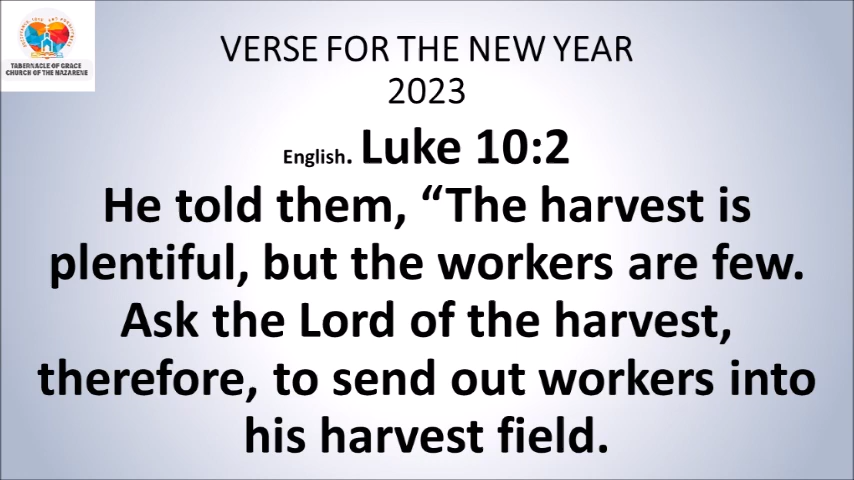 TABERNACLE OF GRACE
CHURCH OF THE NAZARENE
VERSE FOR THE NEW YEAR
2023
English. Luke 10:2
He told them, “The harvest is
plentiful, but the workers are few.
Ask the Lord of the harvest,
therefore, to send out workers into
his harvest field.